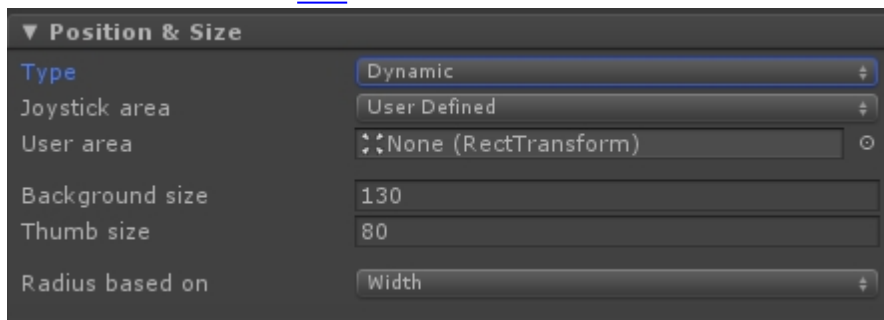 ▼ Position & Size
Type Dynamic
Joystick area User Defined
User area None (RectTransform)
Background size 130
Thumb size 80
Radius based on Width